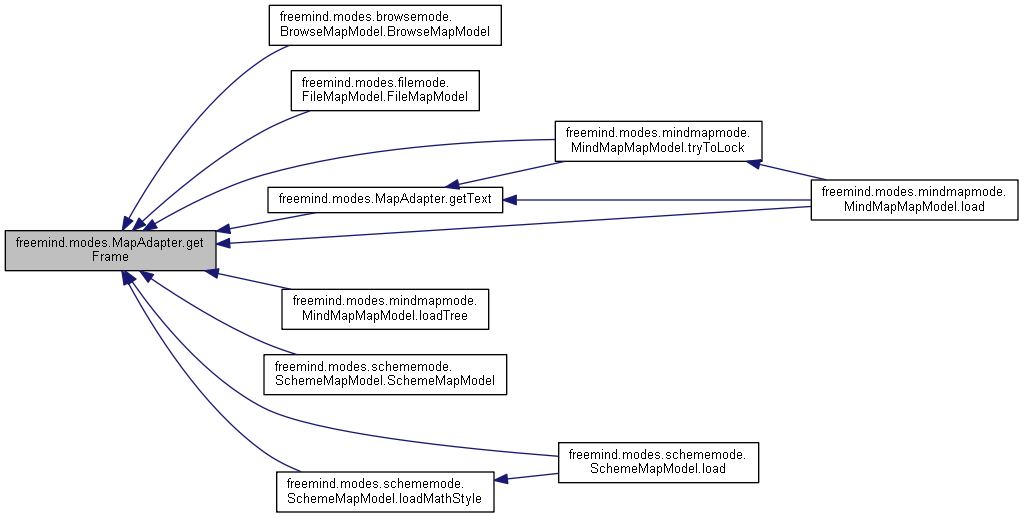 freemind.modes.browsemode.
BrowseMapModel.BrowseMapModel
freemind.modes.filemode.
FileMapModel.FileMapModel
freemind.modes.mindmapmode.
MindMapMapModel.tryToLock
freemind.modes.MapAdapter.getText
freemind.modes.mindmapmode.
MindMapMapModel.load
freemind.modes.MapAdapter.get
Frame
freemind.modes.mindmapmode.
MindMapMapModel.loadTree
freemind.modes.schememode.
SchemeMapModel.SchemeMapModel
freemind.modes.schememode.
SchemeMapModel.load
freemind.modes.schememode.
SchemeMapModel.loadMathStyle